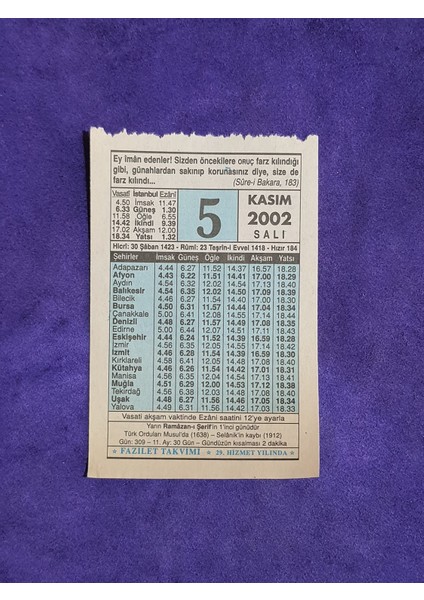 Ey îmân edenler! Sizden öncekilere oruç farz kılındığı
gibi, günahlardan sakınıp korunasınız diye, size de
farz kılındı...
(Sûre-i Bakara, 183)
Vasatî İstanbul Ezânî
4.50 İmsak 11.47
6.33 Güneş 1.30
11.58 Öğle 6.55
14.42 İkindi 9.39
17.02 Akşam 12.00
18.34 Yatsı 1.32
5
KASIM
2002
SALI
Hicrî: 30 Şâban 1423 - Rûmî: 23 Teşrîn-i Evvel 1418 - Hızır 184
Şehirler İmsak Güneş Öğle İkindi Akşam Yatsı
Adapazarı 4.44 6.27 11.52 14.37 16.57 18.28
Afyon 4.43 6.22 11.51 14.41 17.00 18.29
Aydın 4.54 6.32 12.02 14.52 17.11 18.40
Balıkesir 4.54 6.35 12.02 14.50 17.09 18.39
Bilecik 4.46 6.27 11.54 14.40 17.00 18.30
Bursa 4.50 6.31 11.57 14.44 17.04 18.34
Çanakkale 5.00 6.41 12.08 14.55 17.14 18.45
Denizli 4.48 6.27 11.57 14.49 17.08 18.35
Edirne 5.00 6.44 12.07 14.51 17.11 18.43
Eskişehir 4.44 6.24 11.52 14.39 16.59 18.28
İzmir 4.56 6.35 12.05 14.55 17.14 18.42
İzmit 4.46 6.28 11.54 14.39 16.59 18.30
Kırklareli 4.58 6.41 12.05 14.48 17.08 18.40
Kütahya 4.46 6.26 11.54 14.42 17.01 18.30
Manisa 4.56 6.35 12.04 14.54 17.13 18.41
Muğla 4.51 6.29 12.00 14.53 17.12 18.38
Tekirdağ 4.56 6.38 12.03 14.47 17.07 18.38
Uşak 4.48 6.27 11.56 14.46 17.05 18.34
Yalova 4.49 6.31 11.56 14.42 17.03 18.33
Vasatî akşam vaktinde Ezânî saatini 12'ye ayarla
Yarın Ramâzan-ı Şerîf'in 1'inci günüdür
Türk Orduları Musul'da (1638) – Selânik'in kaybı (1912)
Gün: 309 – 11. Ay: 30 Gün – Gündüzün kısalması 2 dakika
★ FAZİLET TAKVİMİ ★ 29. HİZMET YILINDA ★